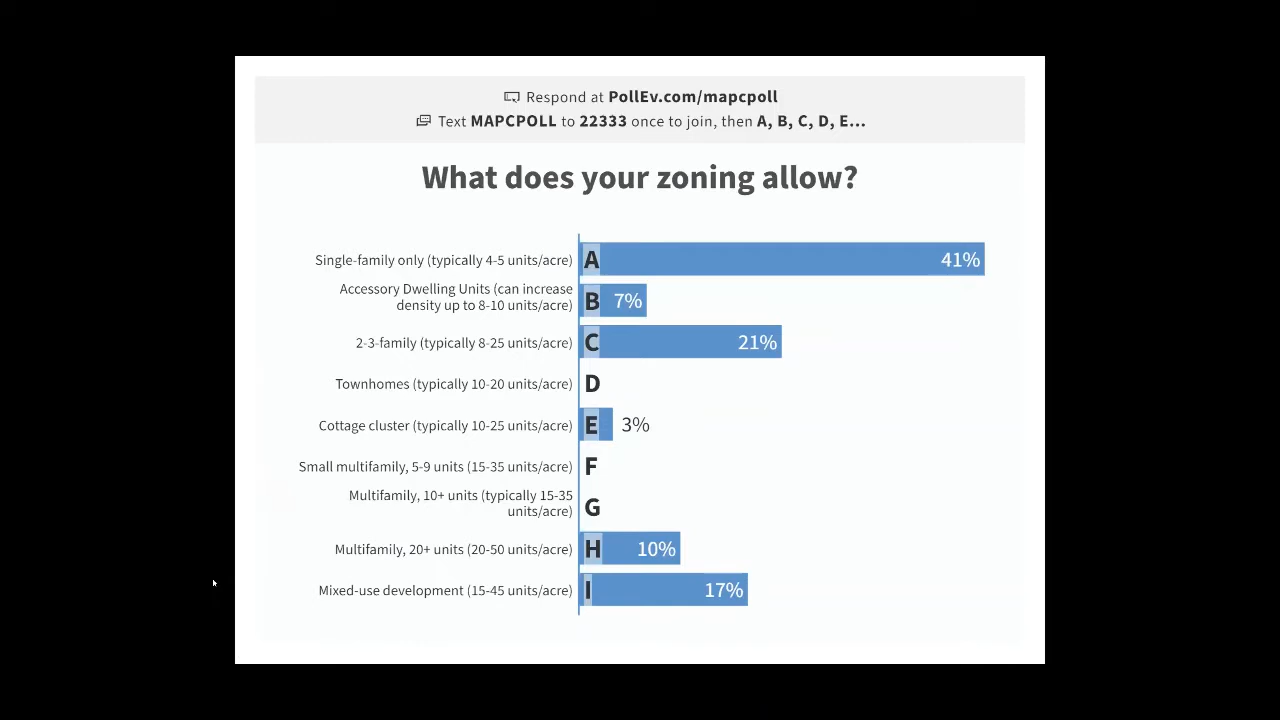 Respond at PollEv.com/mapcpoll
Text MAPCPOLL to 22333 once to join, then A, B, C, D, E...
What does your zoning allow?
Single-family only (typically 4-5 units/acre) A 41%
Accessory Dwelling Units (can increase
density up to 8-10 units/acre) B 7%
2-3-family (typically 8-25 units/acre) C 21%
Townhomes (typically 10-20 units/acre) D
Cottage cluster (typically 10-25 units/acre) E 3%
Small multifamily, 5-9 units (15-35 units/acre) F
Multifamily, 10+ units (typically 15-35
units/acre) G
Multifamily, 20+ units (20-50 units/acre) H 10%
Mixed-use development (15-45 units/acre) I 17%